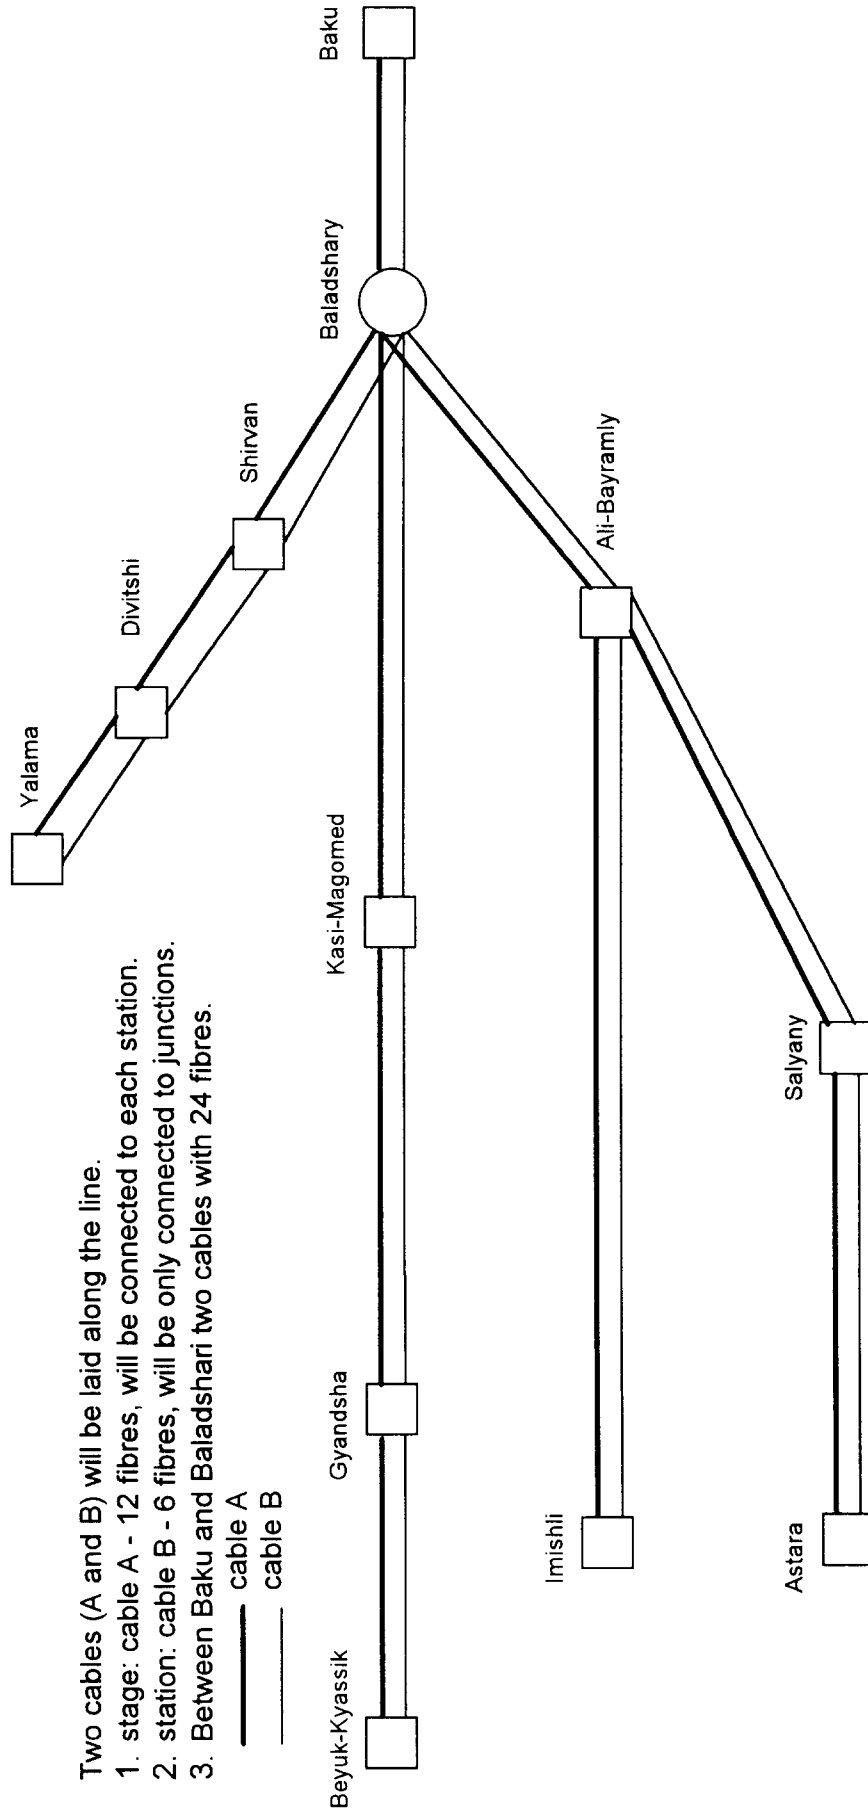 Two cables (A and B) will be laid along the line.
1. stage: cable A - 12 fibres, will be connected to each station.
2. station: cable B - 6 fibres, will be only connected to junctions.
3. Between Baku and Baladshari two cables with 24 fibres.
cable A
cable B
Yalama
Divitshi
Shirvan
Beyuk-Kyassik
Gyandsha
Kasi-Magomed
Baladshary
Baku
Imishli
Ali-Bayramly
Astara
Salyany